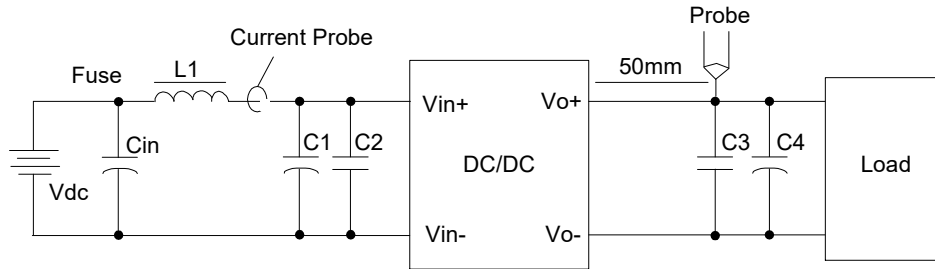 Probe
Current Probe
50mm
Fuse
L1
Vin+
Vo+
Cin
C1
C2
DC/DC
C3
C4
Load
Vdc
Vin-
Vo-